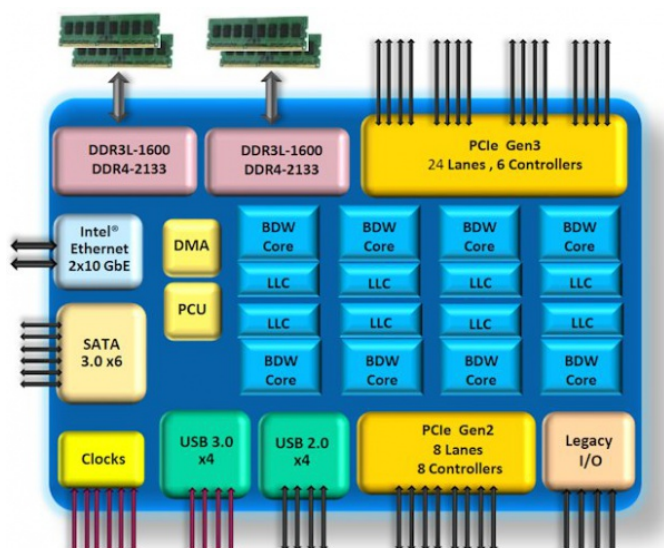 DDR3L-1600
DDR4-2133
DDR3L-1600
DDR4-2133
PCIe Gen3
24 Lanes , 6 Controllers
Intel®
Ethernet
2x10 GbE
DMA
PCU
BDW
Core
BDW
Core
BDW
Core
BDW
Core
LLC
LLC
LLC
LLC
LLC
LLC
LLC
LLC
BDW
Core
BDW
Core
BDW
Core
BDW
Core
SATA
3.0 x6
Clocks
USB 3.0
x4
USB 2.0
x4
PCIe Gen2
8 Lanes
8 Controllers
Legacy
I/O